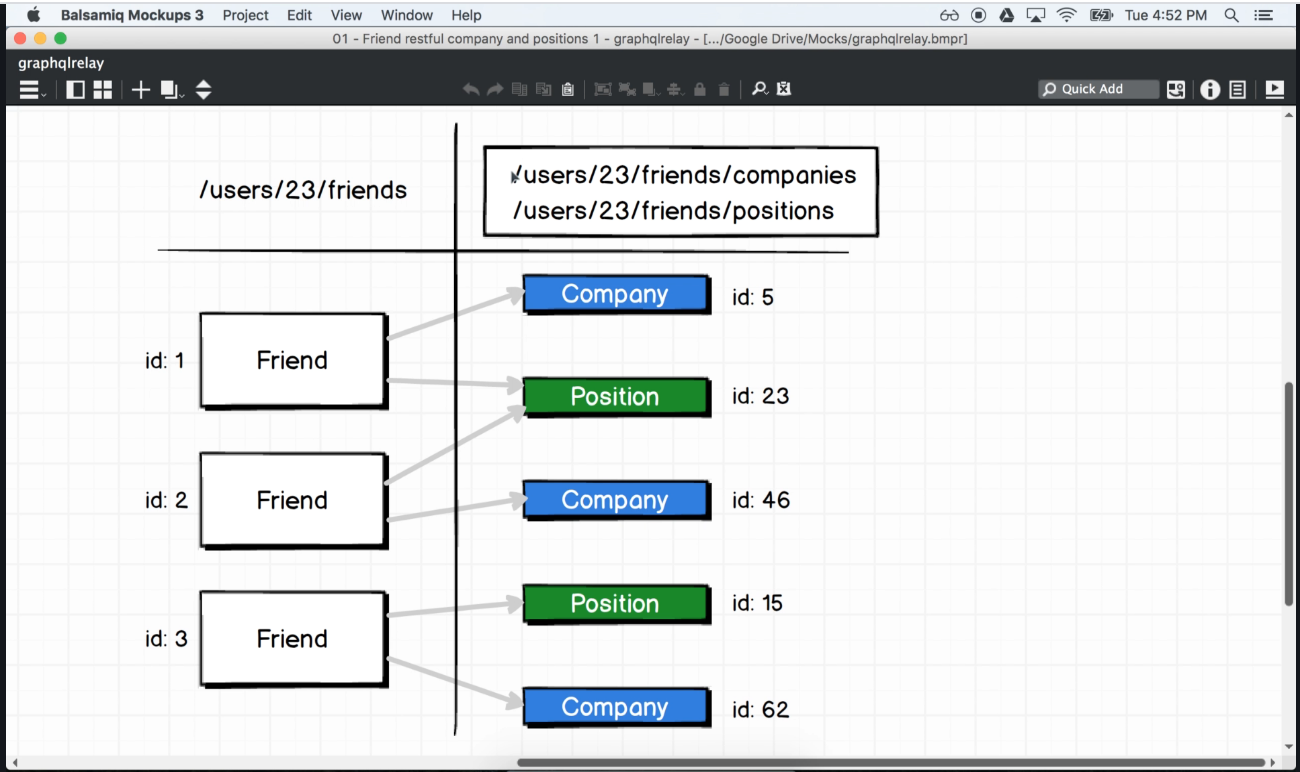 Balsamiq Mockups 3 Project Edit View Window Help Tue 4:52 PM
01 - Friend restful company and positions 1 - graphqlrelay - [.../Google Drive/Mocks/graphqlrelay.bmpr]
graphqlrelay
Quick Add
/users/23/friends
/users/23/friends/companies
/users/23/friends/positions
Company id: 5
id: 1 Friend
Position id: 23
id: 2 Friend
Company id: 46
Position id: 15
id: 3 Friend
Company id: 62